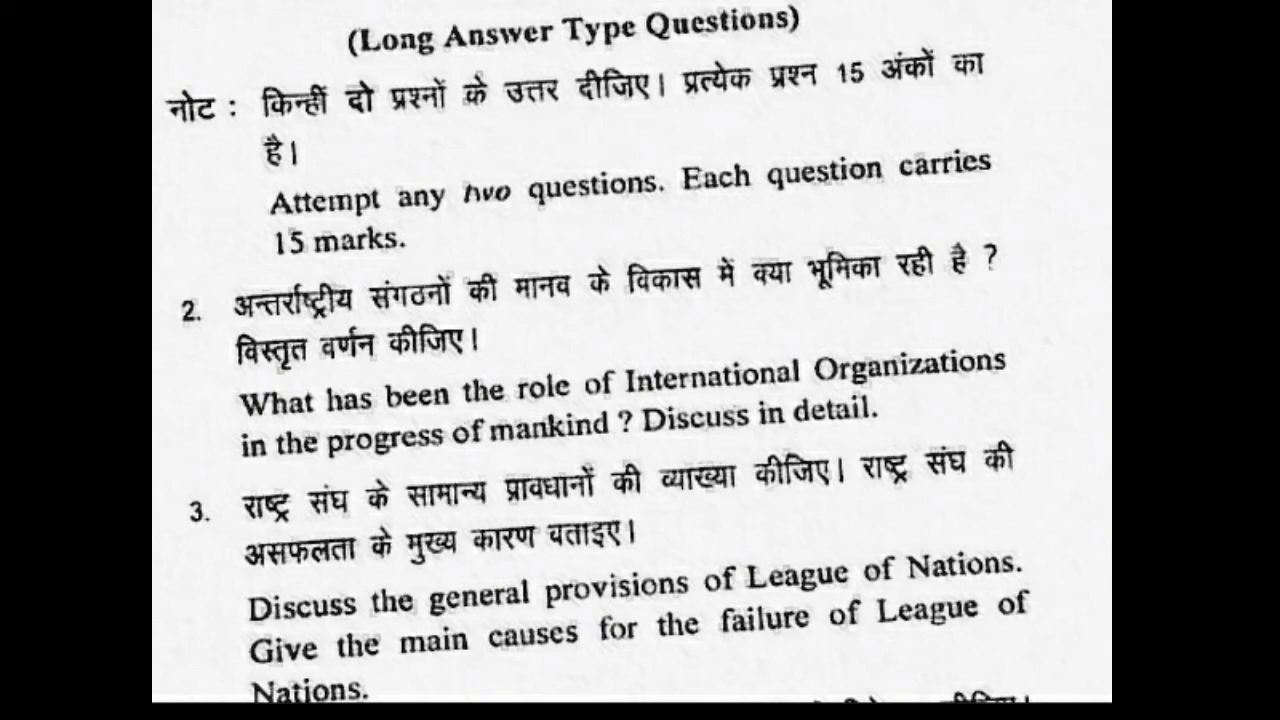 (Long Answer Type Questions)
नोट : किन्हीं दो प्रश्नों के उत्तर दीजिए। प्रत्येक प्रश्न 15 अंकों का
है।
Attempt any two questions. Each question carries
15 marks.
2. अन्तर्राष्ट्रीय संगठनों की मानव के विकास में क्या भूमिका रही है ?
विस्तृत वर्णन कीजिए।
What has been the role of International Organizations
in the progress of mankind ? Discuss in detail.
3. राष्ट्र संघ के सामान्य प्रावधानों की व्याख्या कीजिए। राष्ट्र संघ की
असफलता के मुख्य कारण बताइए।
Discuss the general provisions of League of Nations.
Give the main causes for the failure of League of
Nations.